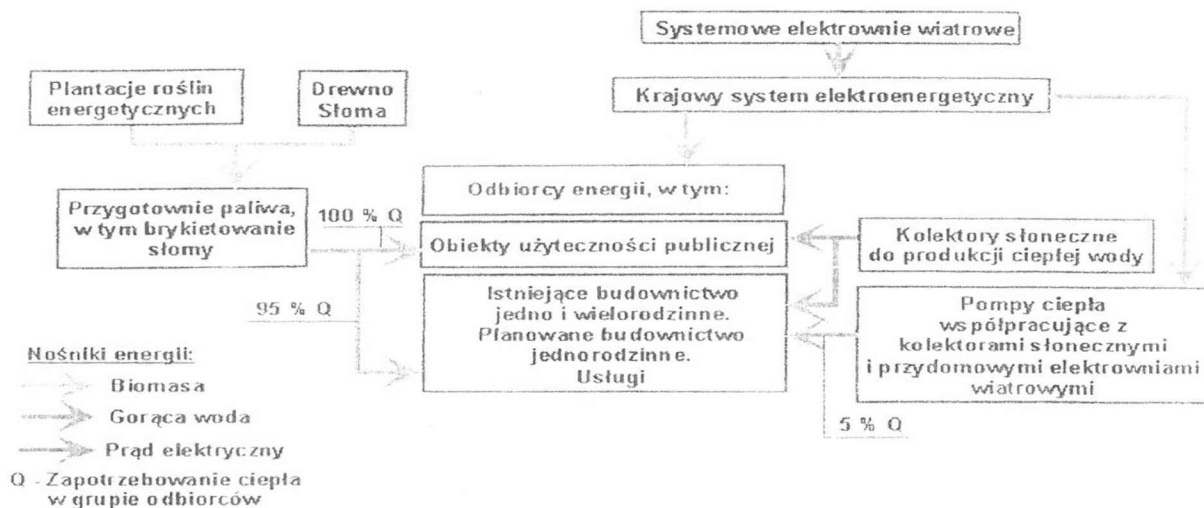 Systemowe elektrownie wiatrowe
Plantacje roślin
energetycznych
Drewno
Słoma
Krajowy system elektroenergetyczny
Odbiorcy energii, w tym:
Przygotownie paliwa,
w tym brykietowanie
słomy
100 % Q
Obiekty użyteczności publicznej
Kolektory słoneczne
do produkcji ciepłej wody
95 % Q
Istniejące budownictwo
jedno i wielorodzinne.
Planowane budownictwo
jednorodzinne.
Usługi
Pompy ciepła
współpracujące z
kolektorami słonecznymi
i przydomowymi elektrowniami
wiatrowymi
5 % Q
Nośniki energii:
Biomasa
Gorąca woda
Prąd elektryczny
Q - Zapotrzebowanie ciepła
w grupie odbiorców